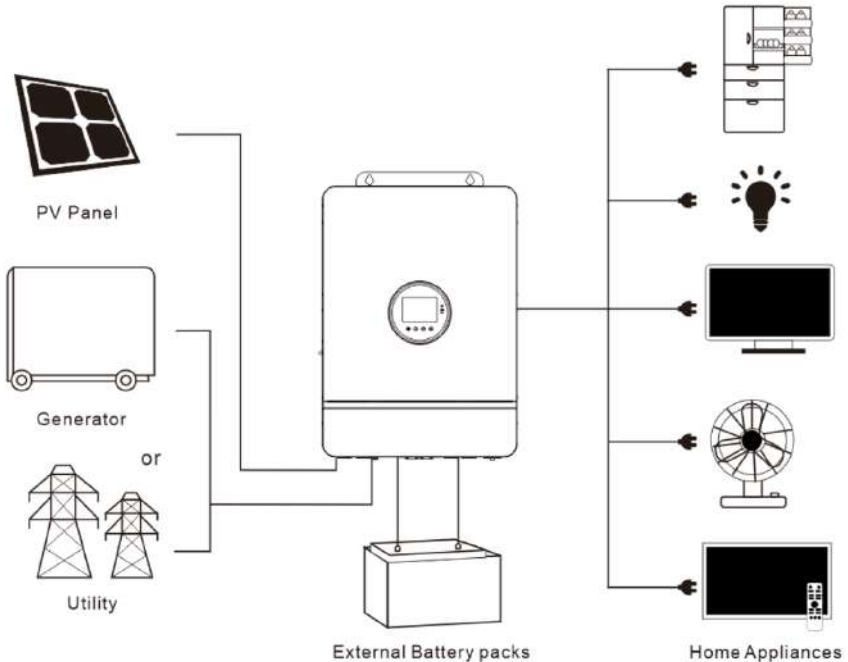 PV Panel
Generator
or
Utility
External Battery packs
Home Appliances